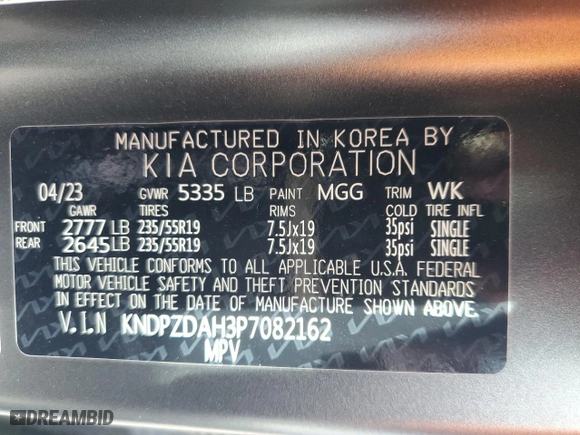 MANUFACTURED IN KOREA BY
KIA CORPORATION
04/23 GVWR 5335 LB PAINT MGG TRIM WK
GAWR TIRES RIMS COLD TIRE INFL
FRONT 2777 LB 235/55R19 7.5Jx19 35psi SINGLE
REAR 2645 LB 235/55R19 7.5Jx19 35psi SINGLE
THIS VEHICLE CONFORMS TO ALL APPLICABLE U.S.A. FEDERAL
MOTOR VEHICLE SAFETY AND THEFT PREVENTION STANDARDS
IN EFFECT ON THE DATE OF MANUFACTURE SHOWN ABOVE.
V.I.N KNDPZDAH3P7082162
MPV
DREAMBID